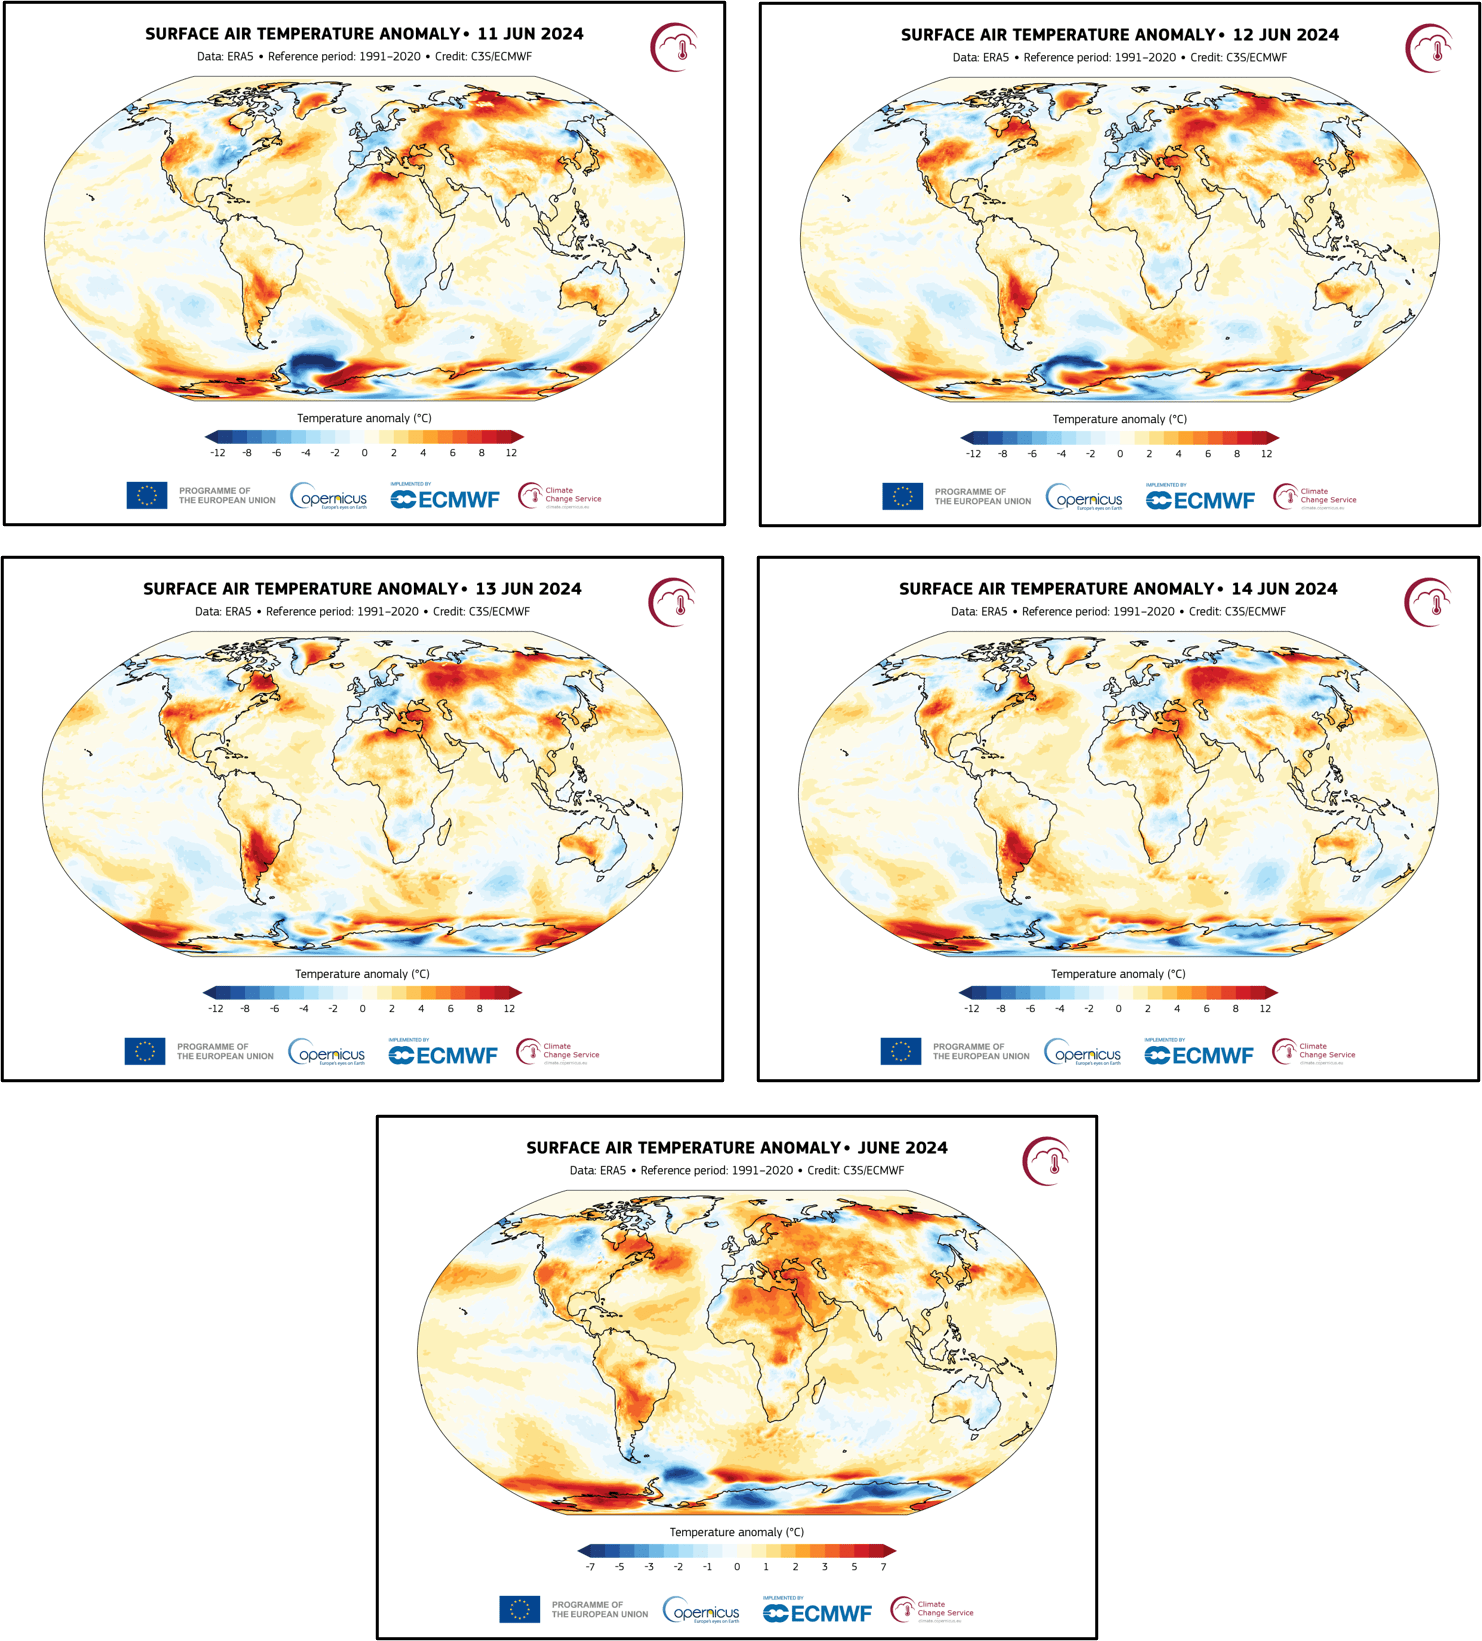 SURFACE AIR TEMPERATURE ANOMALY • 11 JUN 2024
Data: ERA5 • Reference period: 1991–2020 • Credit: C3S/ECMWF
Temperature anomaly (°C)
-12 -8 -6 -4 -2 0 2 4 6 8 12
PROGRAMME OF
THE EUROPEAN UNION
opernicus
Europe's eyes on Earth
IMPLEMENTED BY
ECMWF
Climate
Change Service
climate.copernicus.eu
SURFACE AIR TEMPERATURE ANOMALY • 12 JUN 2024
Data: ERA5 • Reference period: 1991–2020 • Credit: C3S/ECMWF
Temperature anomaly (°C)
-12 -8 -6 -4 -2 0 2 4 6 8 12
PROGRAMME OF
THE EUROPEAN UNION
opernicus
Europe's eyes on Earth
IMPLEMENTED BY
ECMWF
Climate
Change Service
climate.copernicus.eu
SURFACE AIR TEMPERATURE ANOMALY • 13 JUN 2024
Data: ERA5 • Reference period: 1991–2020 • Credit: C3S/ECMWF
Temperature anomaly (°C)
-12 -8 -6 -4 -2 0 2 4 6 8 12
PROGRAMME OF
THE EUROPEAN UNION
opernicus
Europe's eyes on Earth
IMPLEMENTED BY
ECMWF
Climate
Change Service
climate.copernicus.eu
SURFACE AIR TEMPERATURE ANOMALY • 14 JUN 2024
Data: ERA5 • Reference period: 1991–2020 • Credit: C3S/ECMWF
Temperature anomaly (°C)
-12 -8 -6 -4 -2 0 2 4 6 8 12
PROGRAMME OF
THE EUROPEAN UNION
opernicus
Europe's eyes on Earth
IMPLEMENTED BY
ECMWF
Climate
Change Service
climate.copernicus.eu
SURFACE AIR TEMPERATURE ANOMALY • JUNE 2024
Data: ERA5 • Reference period: 1991–2020 • Credit: C3S/ECMWF
Temperature anomaly (°C)
-7 -5 -3 -2 -1 0 1 2 3 5 7
PROGRAMME OF
THE EUROPEAN UNION
opernicus
Europe's eyes on Earth
IMPLEMENTED BY
ECMWF
Climate
Change Service
climate.copernicus.eu